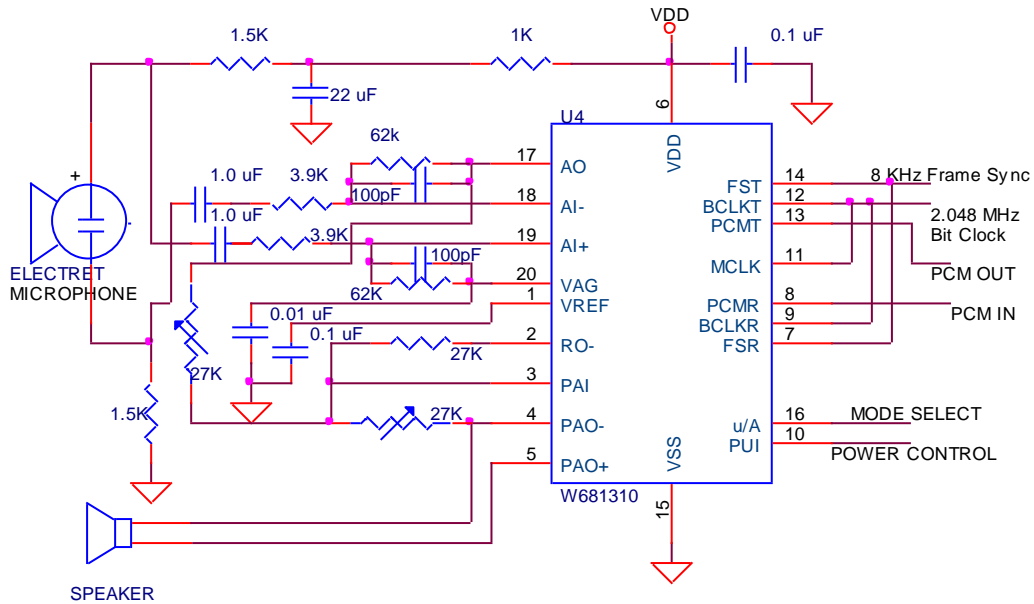 VDD
1.5K
1K
0.1 uF
22 uF
6
U4
VDD
62k
17
AO
1.0 uF
3.9K
100pF
18
AI-
1.0 uF
3.9K
19
AI+
100pF
62K
20
VAG
1
VREF
0.01 uF
0.1 uF
2
RO-
27K
3
PAI
27K
27K
4
PAO-
5
PAO+
+
-
ELECTRET
MICROPHONE
1.5K
FST
14
8 KHz Frame Sync
BCLKT
12
PCMT
13
2.048 MHz
Bit Clock
MCLK
11
PCM OUT
PCMR
8
PCM IN
BCLKR
9
FSR
7
u/A
16
MODE SELECT
PUI
10
POWER CONTROL
VSS
15
W681310
SPEAKER